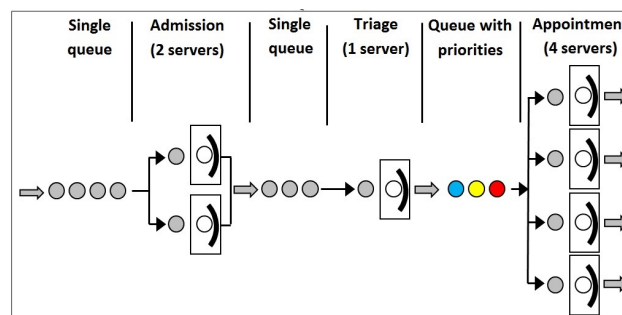 Single queue
Admission (2 servers)
Single queue
Triage (1 server)
Queue with priorities
Appointmen (4 servers)